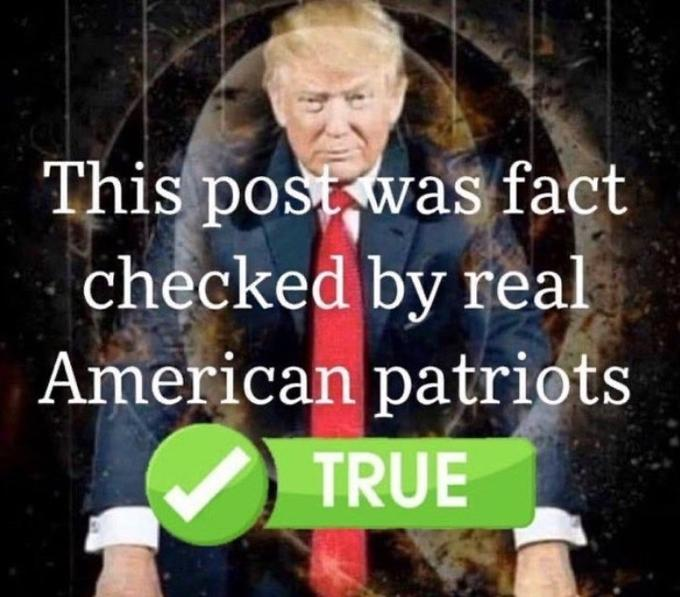 This post was fact
checked by real
American patriots
TRUE